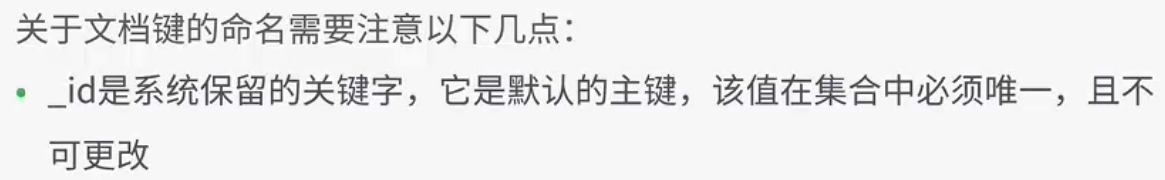 关于文档键的命名需要注意以下几点：
• _id是系统保留的关键字，它是默认的主键，该值在集合中必须唯一，且不
可更改